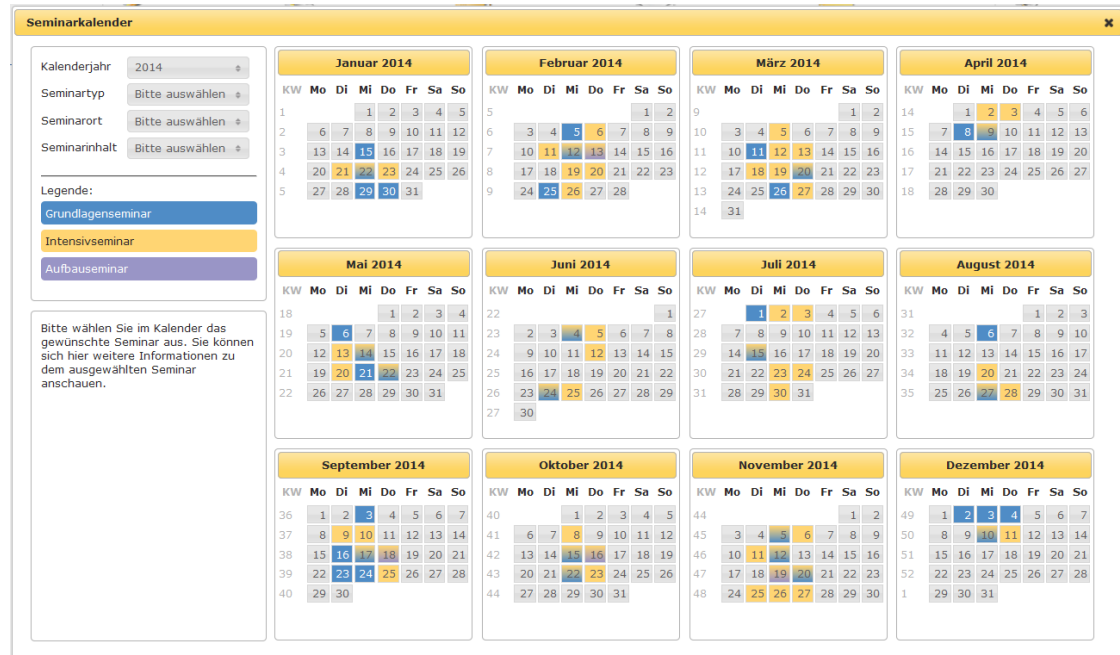 Seminarkalender ✖
Kalenderjahr 2014
Seminartyp Bitte auswählen
Seminarort Bitte auswählen
Seminarinhalt Bitte auswählen
Legende:
Grundlagenseminar
Intensivseminar
Aufbauseminar
Bitte wählen Sie im Kalender das
gewünschte Seminar aus. Sie können
sich hier weitere Informationen zu
dem ausgewählten Seminar
anschauen.
Januar 2014
KW Mo Di Mi Do Fr Sa So
1 1 2 3 4 5
2 6 7 8 9 10 11 12
3 13 14 15 16 17 18 19
4 20 21 22 23 24 25 26
5 27 28 29 30 31
Februar 2014
KW Mo Di Mi Do Fr Sa So
5 1 2
6 3 4 5 6 7 8 9
7 10 11 12 13 14 15 16
8 17 18 19 20 21 22 23
9 24 25 26 27 28
März 2014
KW Mo Di Mi Do Fr Sa So
9 1 2
10 3 4 5 6 7 8 9
11 10 11 12 13 14 15 16
12 17 18 19 20 21 22 23
13 24 25 26 27 28 29 30
14 31
April 2014
KW Mo Di Mi Do Fr Sa So
14 1 2 3 4 5 6
15 7 8 9 10 11 12 13
16 14 15 16 17 18 19 20
17 21 22 23 24 25 26 27
18 28 29 30
Mai 2014
KW Mo Di Mi Do Fr Sa So
18 1 2 3 4
19 5 6 7 8 9 10 11
20 12 13 14 15 16 17 18
21 19 20 21 22 23 24 25
22 26 27 28 29 30 31
Juni 2014
KW Mo Di Mi Do Fr Sa So
22 1
23 2 3 4 5 6 7 8
24 9 10 11 12 13 14 15
25 16 17 18 19 20 21 22
26 23 24 25 26 27 28 29
27 30
Juli 2014
KW Mo Di Mi Do Fr Sa So
27 1 2 3 4 5 6
28 7 8 9 10 11 12 13
29 14 15 16 17 18 19 20
30 21 22 23 24 25 26 27
31 28 29 30 31
August 2014
KW Mo Di Mi Do Fr Sa So
31 1 2 3
32 4 5 6 7 8 9 10
33 11 12 13 14 15 16 17
34 18 19 20 21 22 23 24
35 25 26 27 28 29 30 31
September 2014
KW Mo Di Mi Do Fr Sa So
36 1 2 3 4 5 6 7
37 8 9 10 11 12 13 14
38 15 16 17 18 19 20 21
39 22 23 24 25 26 27 28
40 29 30
Oktober 2014
KW Mo Di Mi Do Fr Sa So
40 1 2 3 4 5
41 6 7 8 9 10 11 12
42 13 14 15 16 17 18 19
43 20 21 22 23 24 25 26
44 27 28 29 30 31
November 2014
KW Mo Di Mi Do Fr Sa So
44 1 2
45 3 4 5 6 7 8 9
46 10 11 12 13 14 15 16
47 17 18 19 20 21 22 23
48 24 25 26 27 28 29 30
Dezember 2014
KW Mo Di Mi Do Fr Sa So
49 1 2 3 4 5 6 7
50 8 9 10 11 12 13 14
51 15 16 17 18 19 20 21
52 22 23 24 25 26 27 28
1 29 30 31